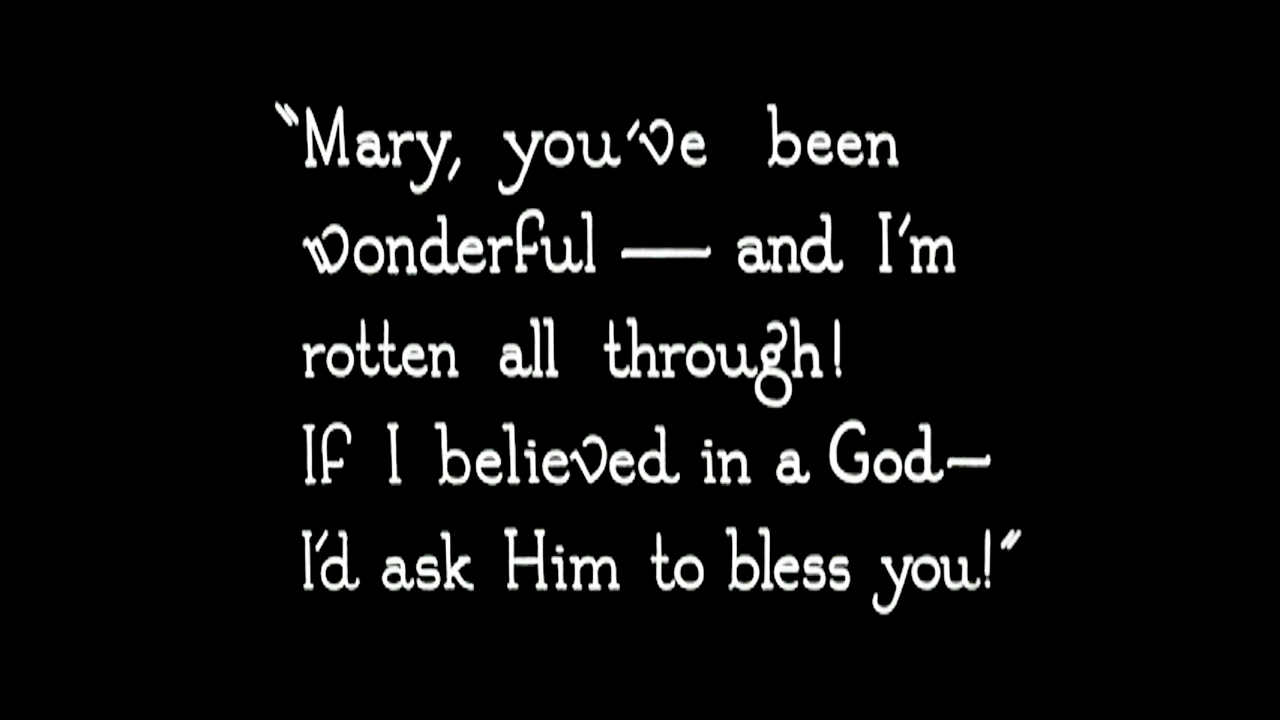 "Mary, you've been
wonderful — and I'm
rotten all through!
If I believed in a God—
I'd ask Him to bless you!"